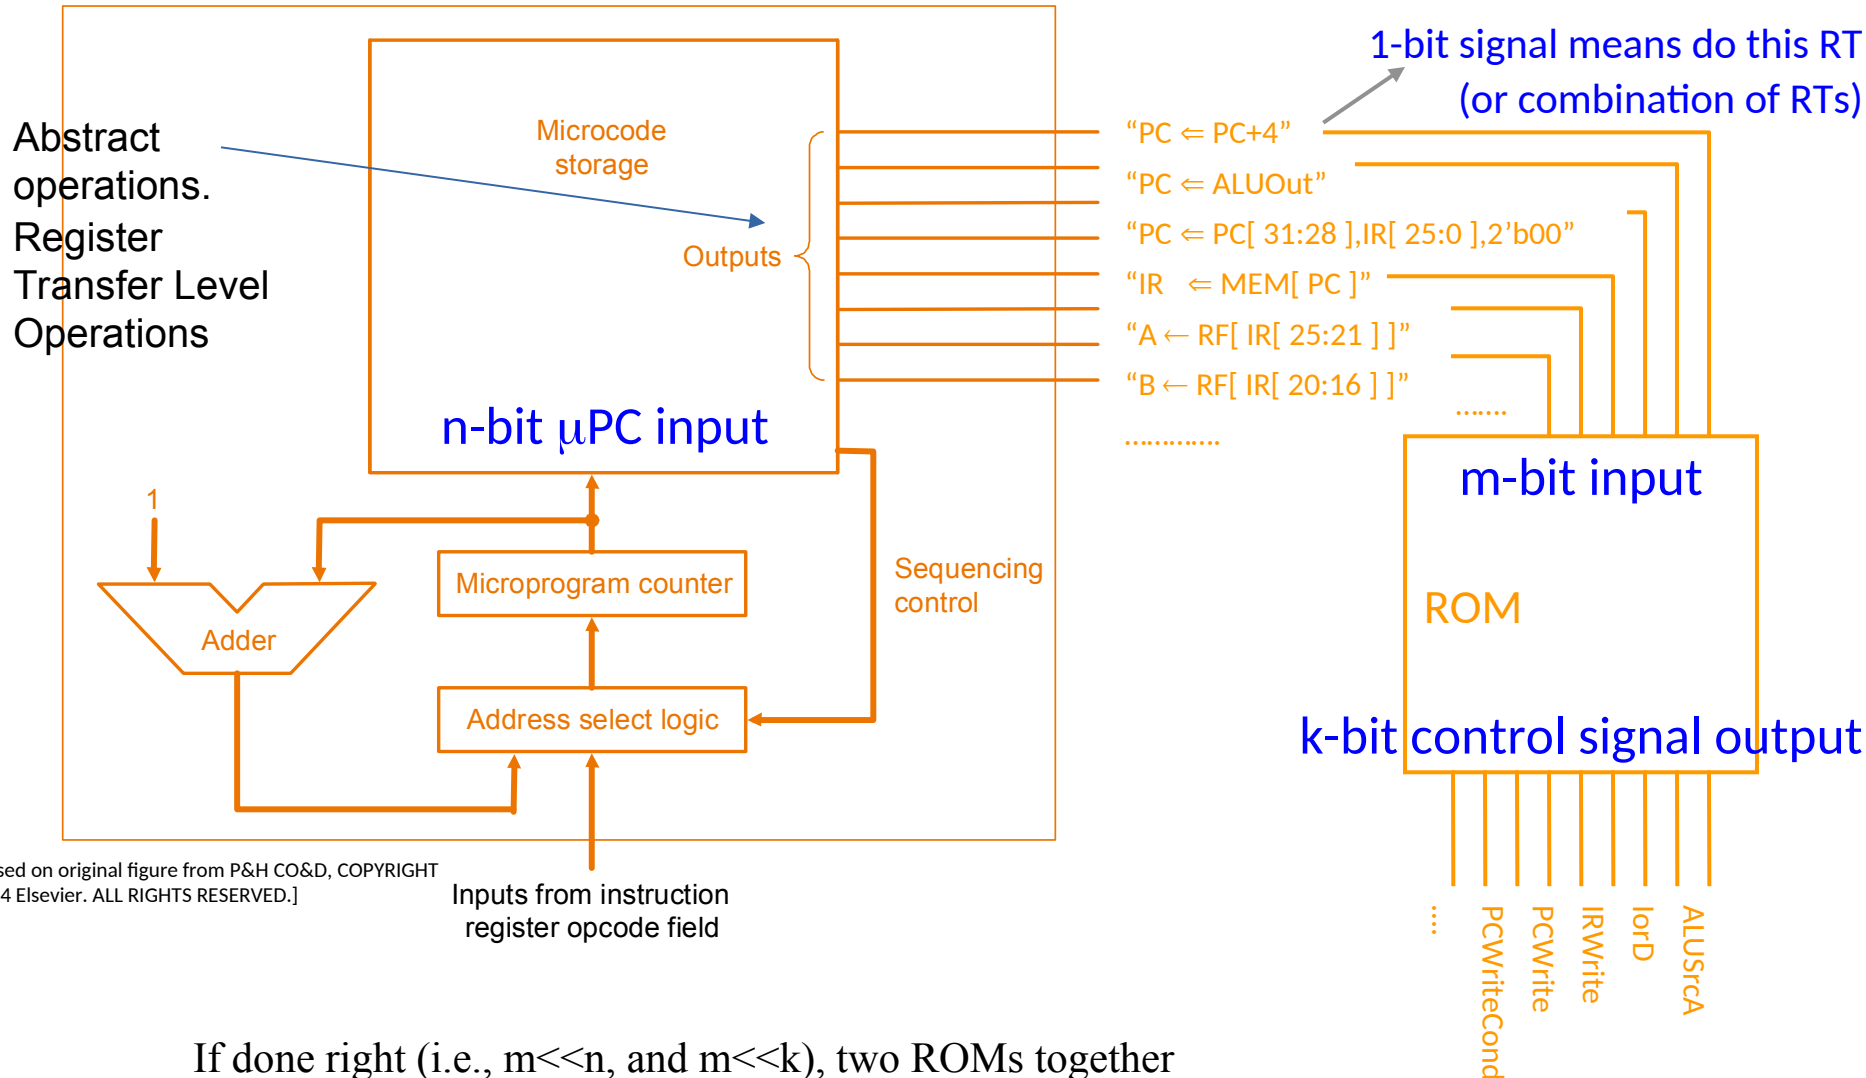 1-bit signal means do this RT
(or combination of RTs)
Abstract
operations.
Register
Transfer Level
Operations
Microcode
storage
Outputs
n-bit μPC input
“PC ⇐ PC+4”
“PC ⇐ ALUOut”
“PC ⇐ PC[ 31:28 ],IR[ 25:0 ],2’b00”
“IR ⇐ MEM[ PC ]”
“A ← RF[ IR[ 25:21 ] ]”
“B ← RF[ IR[ 20:16 ] ]”
.......
.............
m-bit input
ROM
k-bit control signal output
1
Adder
Microprogram counter
Address select logic
Sequencing
control
sed on original figure from P&H CO&D, COPYRIGHT
4 Elsevier. ALL RIGHTS RESERVED.]
Inputs from instruction
register opcode field
....
PCWriteCond
PCWrite
IRWrite
IorD
ALUSrcA
If done right (i.e., m<<n, and m<<k), two ROMs together